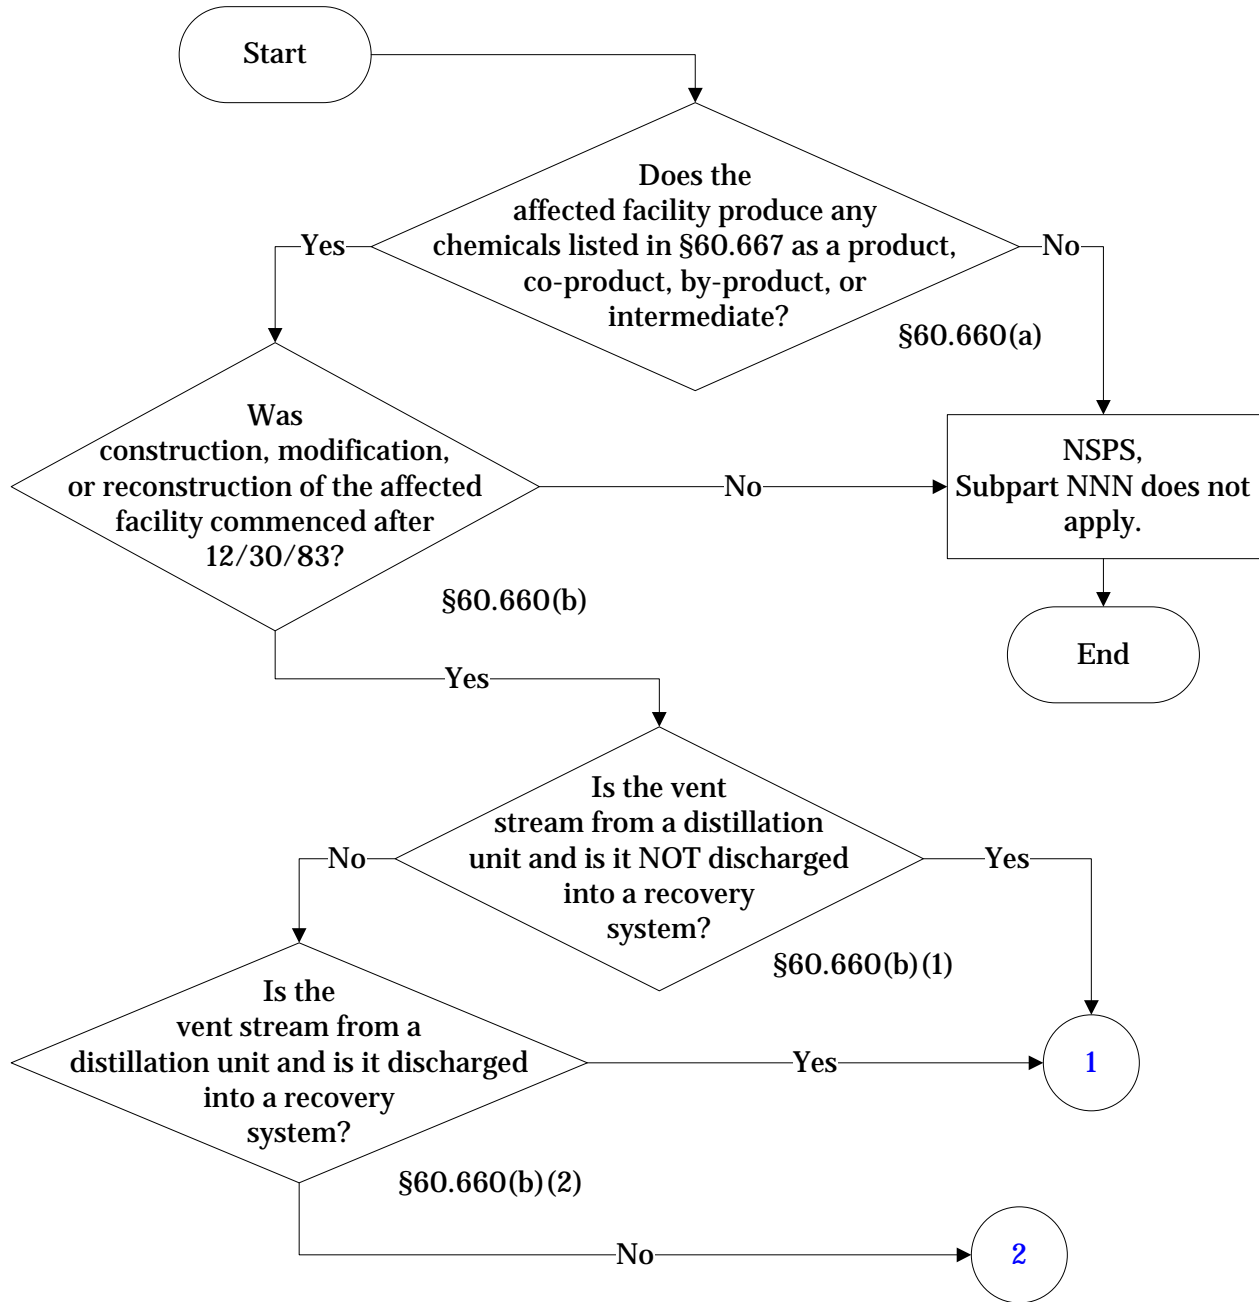 Start
Does the
affected facility produce any
chemicals listed in §60.667 as a product,
co-product, by-product, or
intermediate?
Yes
No
§60.660(a)
Was
construction, modification,
or reconstruction of the affected
facility commenced after
12/30/83?
No
NSPS,
Subpart NNN does not
apply.
§60.660(b)
End
Yes
Is the vent
stream from a distillation
unit and is it NOT discharged
into a recovery
system?
No
Yes
§60.660(b)(1)
Is the
vent stream from a
distillation unit and is it discharged
into a recovery
system?
Yes
1
§60.660(b)(2)
No
2